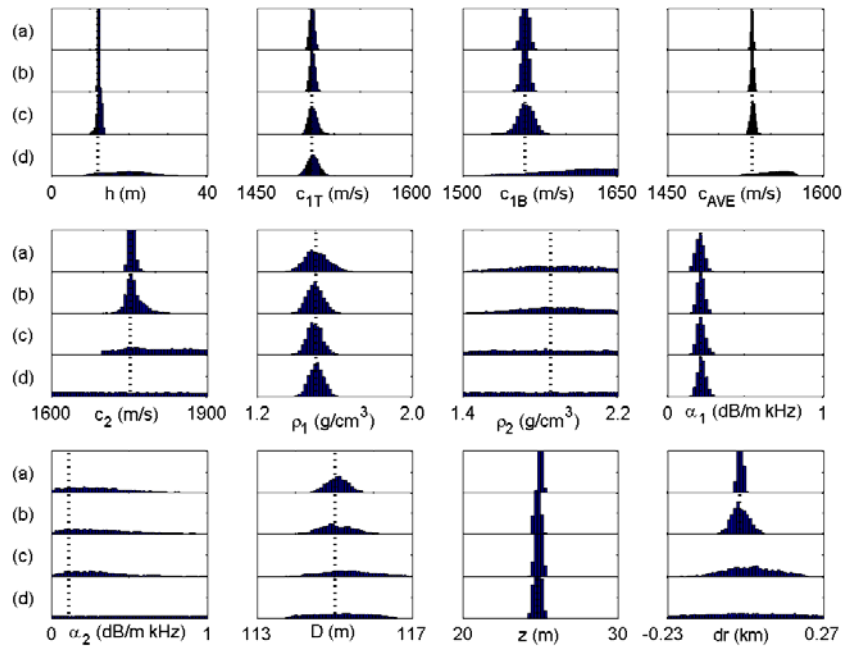 (a)
(b)
(c)
(d)
0 h (m) 40
1450 c1T (m/s) 1600
1500 c1B (m/s) 1650
1450 cAVE (m/s) 1600
(a)
(b)
(c)
(d)
1600 c2 (m/s) 1900
1.2 ρ1 (g/cm³) 2.0
1.4 ρ2 (g/cm³) 2.2
0 α1 (dB/m kHz) 1
(a)
(b)
(c)
(d)
0 α2 (dB/m kHz) 1
113 D (m) 117
20 z (m) 30
-0.23 dr (km) 0.27